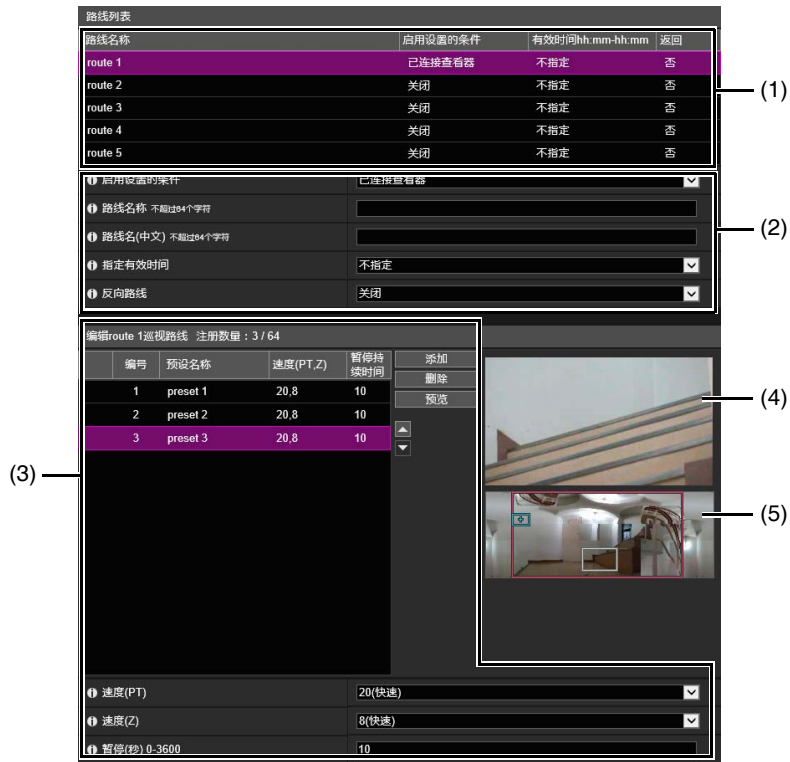 路线列表
路线名称 启用设置的条件 有效时间hh:mm-hh:mm 返回
route 1 已连接查看器 不指定 否
route 2 关闭 不指定 否
route 3 关闭 不指定 否
route 4 关闭 不指定 否
route 5 关闭 不指定 否
(1)
启用设置的条件 已连接查看器
路线名称 不超过64个字符
(2)
路线名(中文) 不超过64个字符
指定有效时间 不指定
反向路线 关闭
编辑route 1巡视路线 注册数量：3 / 64
编号 预设名称 速度(PT,Z) 暂停持续时间
1 preset 1 20,8 10
2 preset 2 20,8 10
3 preset 3 20,8 10
添加
删除
预览
(4)
(3)
(5)
速度(PT) 20(快速)
速度(Z) 8(快速)
暂停(秒) 0-3600 10